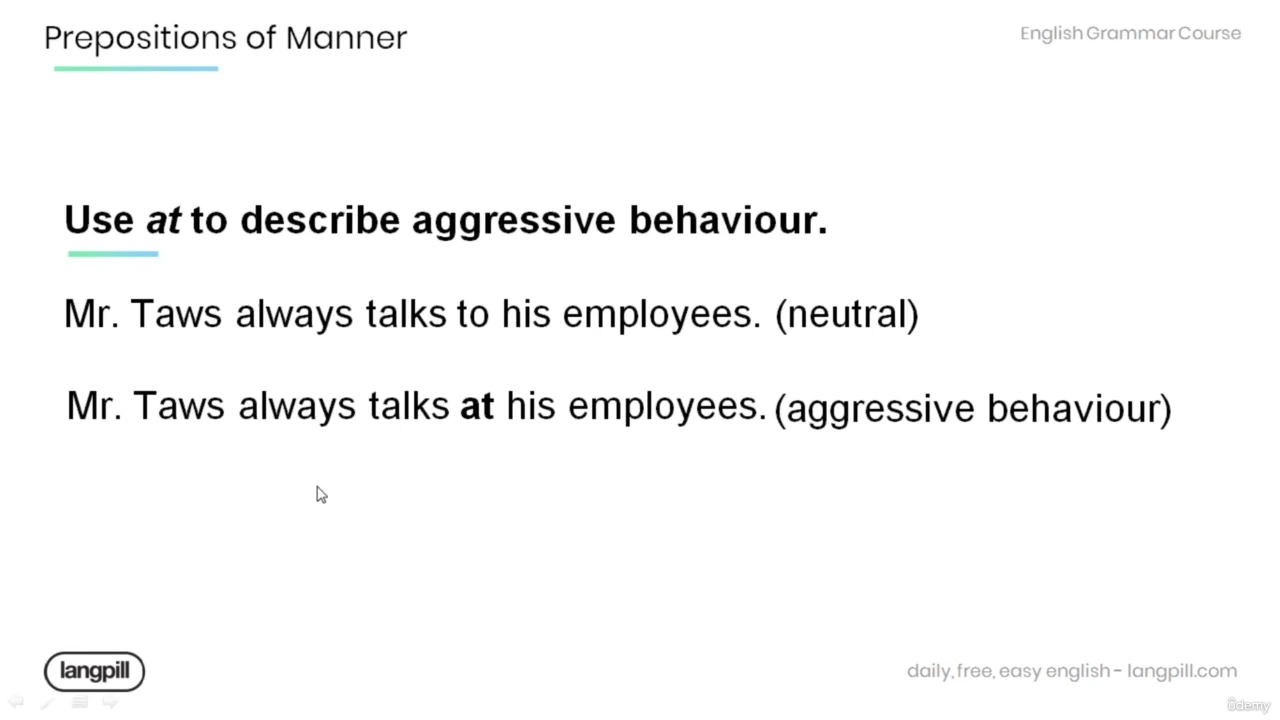 Prepositions of Manner
English Grammar Course
Use at to describe aggressive behaviour.
Mr. Taws always talks to his employees. (neutral)
Mr. Taws always talks at his employees. (aggressive behaviour)
langpill
daily, free, easy english - langpill.com
ûdemy